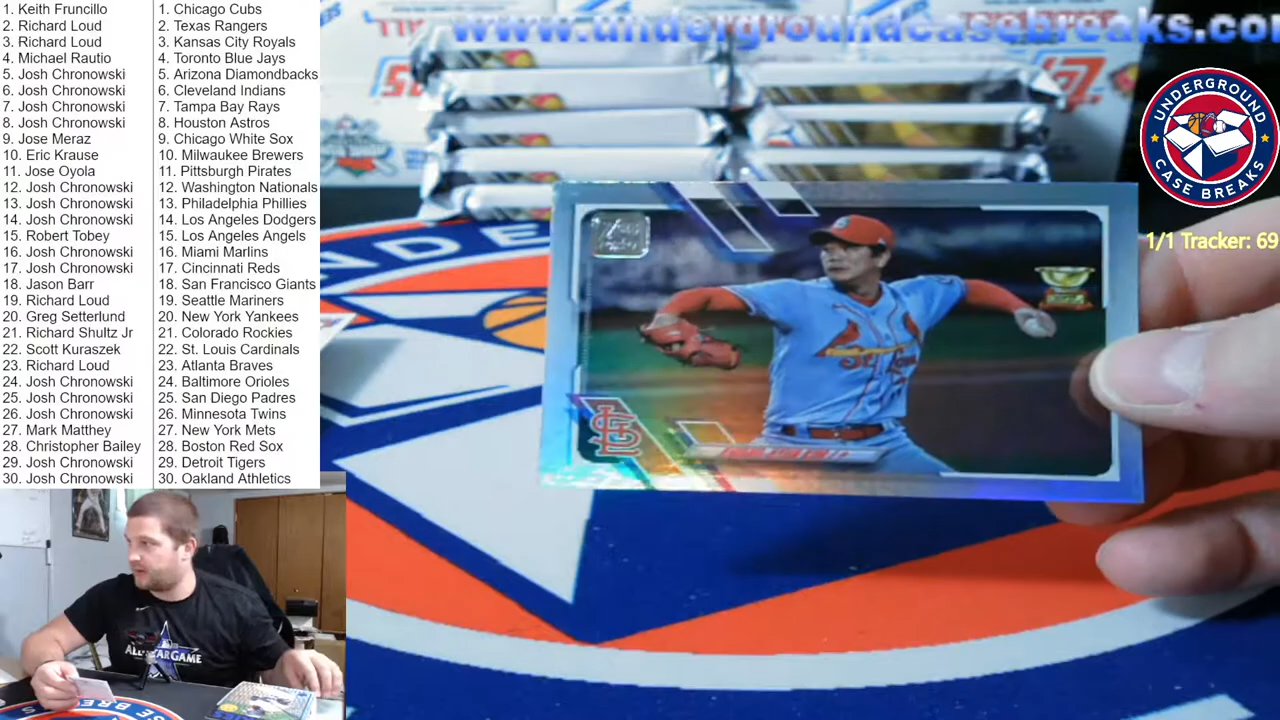 1. Keith Fruncillo
2. Richard Loud
3. Richard Loud
4. Michael Rautio
5. Josh Chronowski
6. Josh Chronowski
7. Josh Chronowski
8. Josh Chronowski
9. Jose Meraz
10. Eric Krause
11. Jose Oyola
12. Josh Chronowski
13. Josh Chronowski
14. Josh Chronowski
15. Robert Tobey
16. Josh Chronowski
17. Josh Chronowski
18. Jason Barr
19. Richard Loud
20. Greg Setterlund
21. Richard Shultz Jr
22. Scott Kuraszek
23. Richard Loud
24. Josh Chronowski
25. Josh Chronowski
26. Josh Chronowski
27. Mark Matthey
28. Christopher Bailey
29. Josh Chronowski
30. Josh Chronowski
1. Chicago Cubs
2. Texas Rangers
3. Kansas City Royals
4. Toronto Blue Jays
5. Arizona Diamondbacks
6. Cleveland Indians
7. Tampa Bay Rays
8. Houston Astros
9. Chicago White Sox
10. Milwaukee Brewers
11. Pittsburgh Pirates
12. Washington Nationals
13. Philadelphia Phillies
14. Los Angeles Dodgers
15. Los Angeles Angels
16. Miami Marlins
17. Cincinnati Reds
18. San Francisco Giants
19. Seattle Mariners
20. New York Yankees
21. Colorado Rockies
22. St. Louis Cardinals
23. Atlanta Braves
24. Baltimore Orioles
25. San Diego Padres
26. Minnesota Twins
27. New York Mets
28. Boston Red Sox
29. Detroit Tigers
30. Oakland Athletics
www.undergroundcasebreaks.co
UNDERGROUND
CASE BREAKS
1/1 Tracker: 69
NDE
St. Louis
ALL-STAR GAME